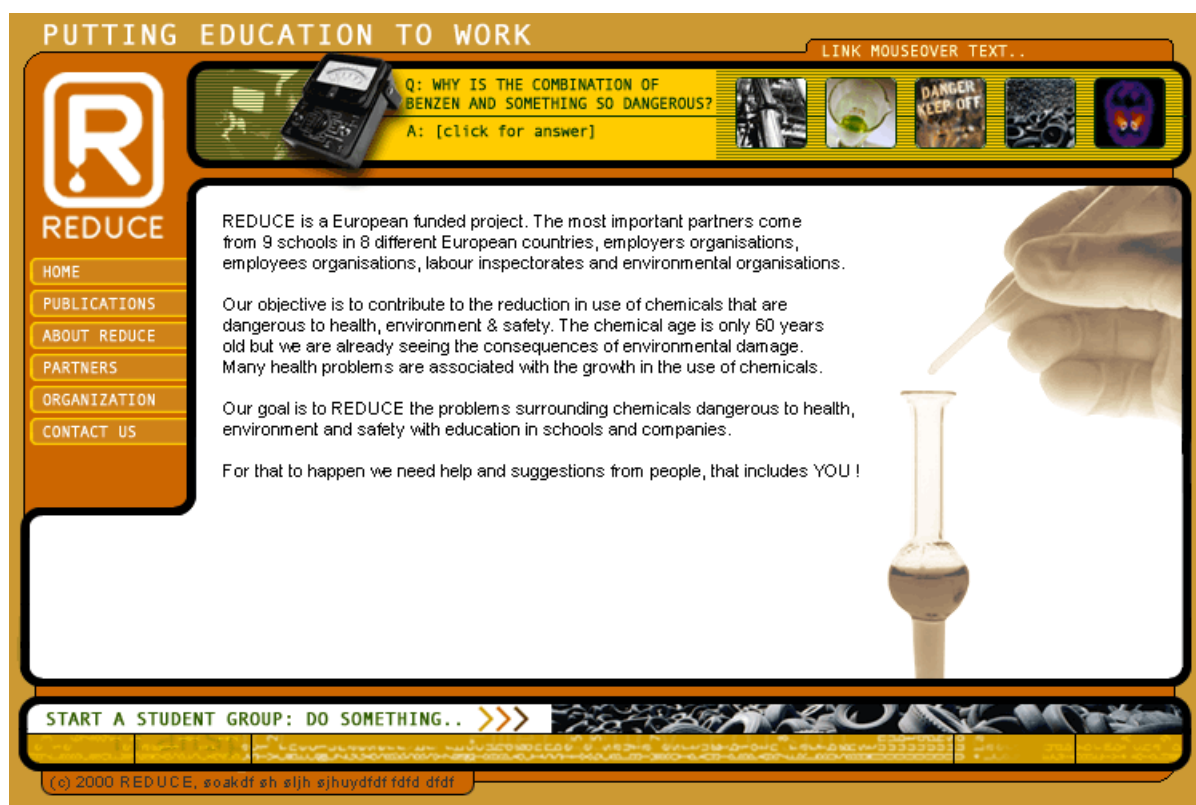 PUTTING EDUCATION TO WORK
LINK MOUSEOVER TEXT..
Q: WHY IS THE COMBINATION OF
BENZEN AND SOMETHING SO DANGEROUS?
A: [click for answer]
DANGER
KEEP OFF
R
REDUCE
HOME
PUBLICATIONS
ABOUT REDUCE
PARTNERS
ORGANIZATION
CONTACT US
REDUCE is a European funded project. The most important partners come
from 9 schools in 8 different European countries, employers organisations,
employees organisations, labour inspectorates and environmental organisations.
Our objective is to contribute to the reduction in use of chemicals that are
dangerous to health, environment & safety. The chemical age is only 60 years
old but we are already seeing the consequences of environmental damage.
Many health problems are associated with the growth in the use of chemicals.
Our goal is to REDUCE the problems surrounding chemicals dangerous to health,
environment and safety with education in schools and companies.
For that to happen we need help and suggestions from people, that includes YOU !
START A STUDENT GROUP: DO SOMETHING..
(c) 2000 REDUCE, søakdf søh søljh søjhuydfdf fdfd dfdf